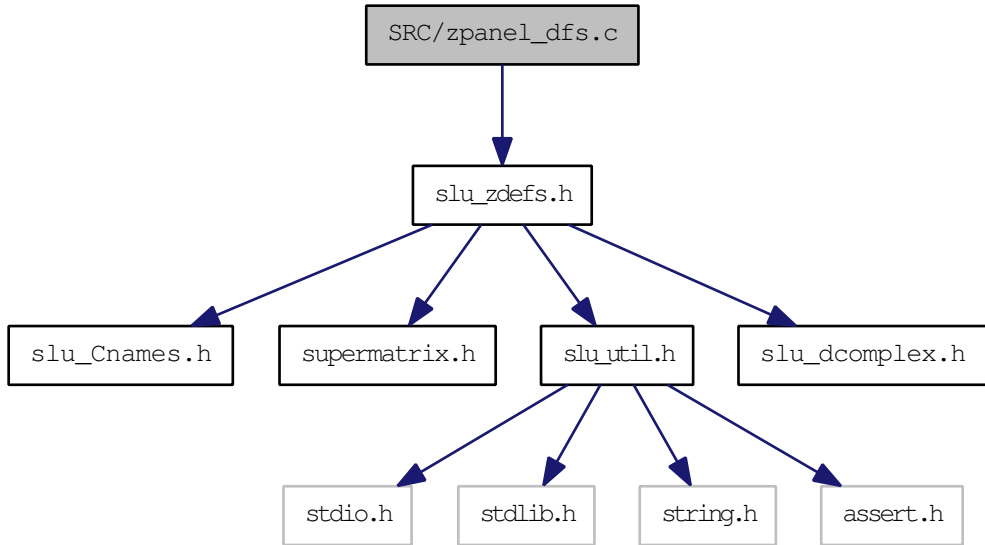 SRC/zpanel_dfs.c
slu_zdefs.h
slu_Cnames.h
supermatrix.h
slu_util.h
slu_dcomplex.h
stdio.h
stdlib.h
string.h
assert.h